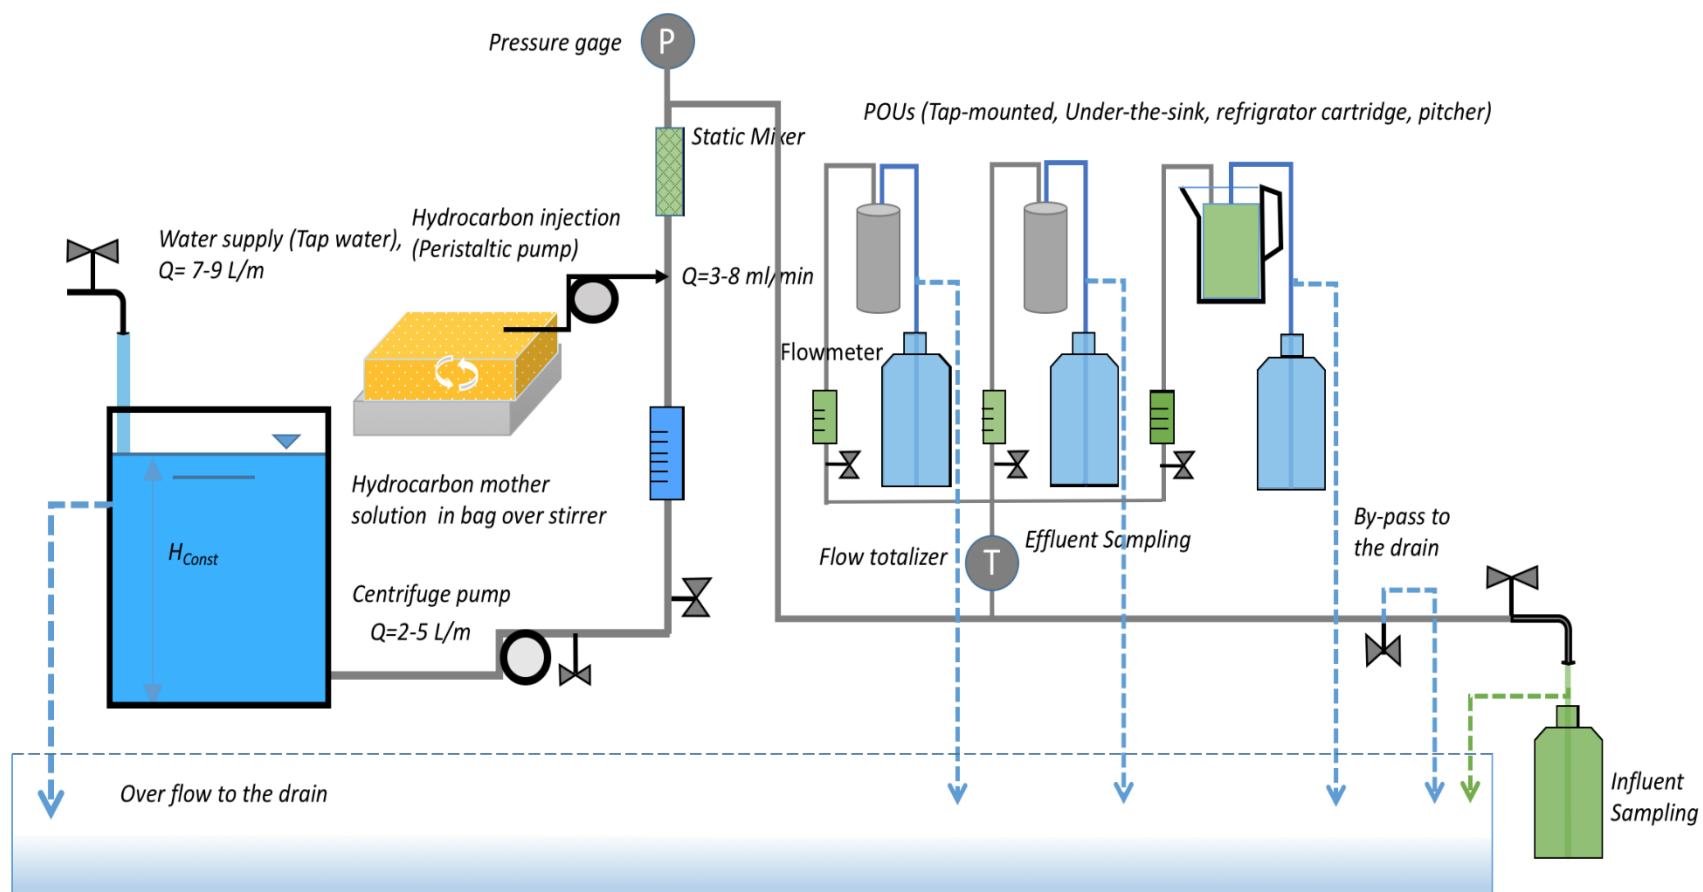 Pressure gage
P
POUs (Tap-mounted, Under-the-sink, refrigrator cartridge, pitcher)
Static Mixer
Hydrocarbon injection
(Peristaltic pump)
Water supply (Tap water),
Q= 7-9 L/m
Q=3-8 ml/min
Flowmeter
Hydrocarbon mother
solution in bag over stirrer
H_Const
Centrifuge pump
Q=2-5 L/m
Flow totalizer
T
Effluent Sampling
By-pass to
the drain
Over flow to the drain
Influent
Sampling